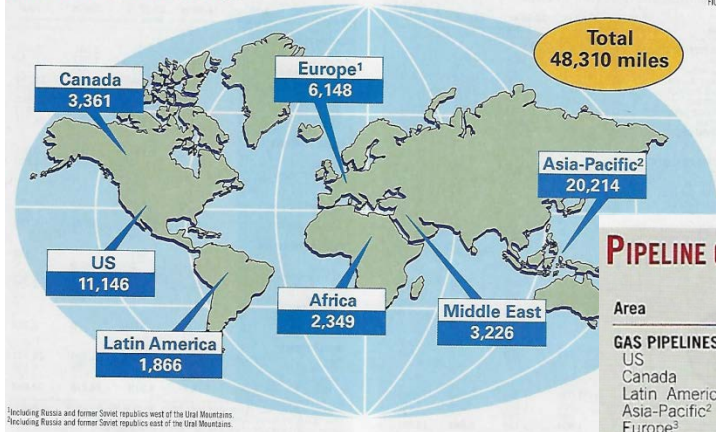 Total
48,310 miles
Canada
3,361
Europe¹
6,148
Asia-Pacific²
20,214
US
11,146
Africa
2,349
Middle East
3,226
Latin America
1,866
¹Including Russia and former Soviet republics west of the Ural Mountains.
²Including Russia and former Soviet republics east of the Ural Mountains.
PIPELINE
Area
GAS PIPELINES
US
Canada
Latin
Asia-Pacific²
Europe³